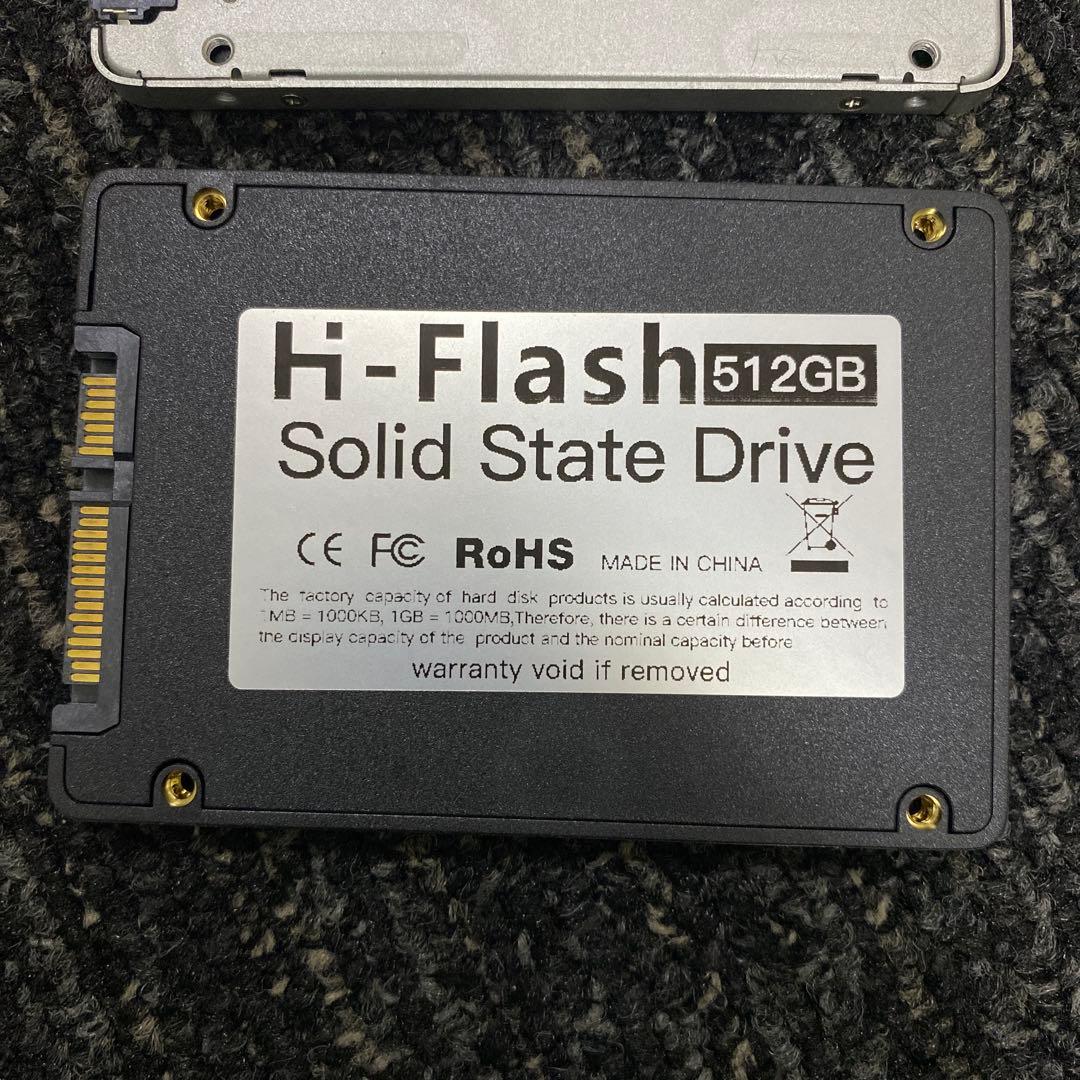 Hi-Flash 512GB
Solid State Drive
CE FC RoHS MADE IN CHINA
The factory capacity of hard disk products is usually calculated according to
1MB = 1000KB, 1GB = 1000MB,Therefore, there is a certain difference between
the display capacity of the product and the nominal capacity before
warranty void if removed